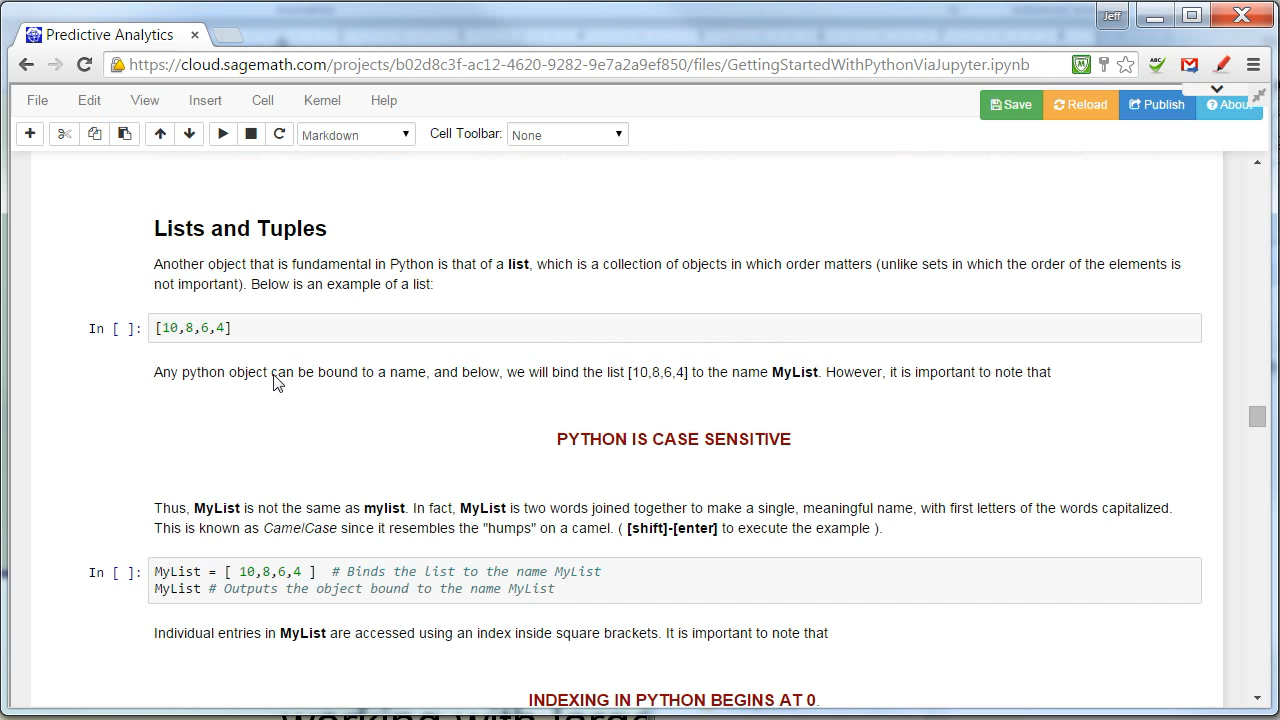 Jeff
Predictive Analytics
https://cloud.sagemath.com/projects/b02d8c3f-ac12-4620-9282-9e7a2a9ef850/files/GettingStartedWithPythonViaJupyter.ipynb
File Edit View Insert Cell Kernel Help
Save Reload Publish About
Markdown Cell Toolbar: None
Lists and Tuples
Another object that is fundamental in Python is that of a list, which is a collection of objects in which order matters (unlike sets in which the order of the elements is
not important). Below is an example of a list:
In [ ]: [10,8,6,4]
Any python object can be bound to a name, and below, we will bind the list [10,8,6,4] to the name MyList. However, it is important to note that
PYTHON IS CASE SENSITIVE
Thus, MyList is not the same as mylist. In fact, MyList is two words joined together to make a single, meaningful name, with first letters of the words capitalized.
This is known as CamelCase since it resembles the "humps" on a camel. ( [shift]-[enter] to execute the example ).
In [ ]: MyList = [ 10,8,6,4 ] # Binds the list to the name MyList
MyList # Outputs the object bound to the name MyList
Individual entries in MyList are accessed using an index inside square brackets. It is important to note that
INDEXING IN PYTHON BEGINS AT 0.